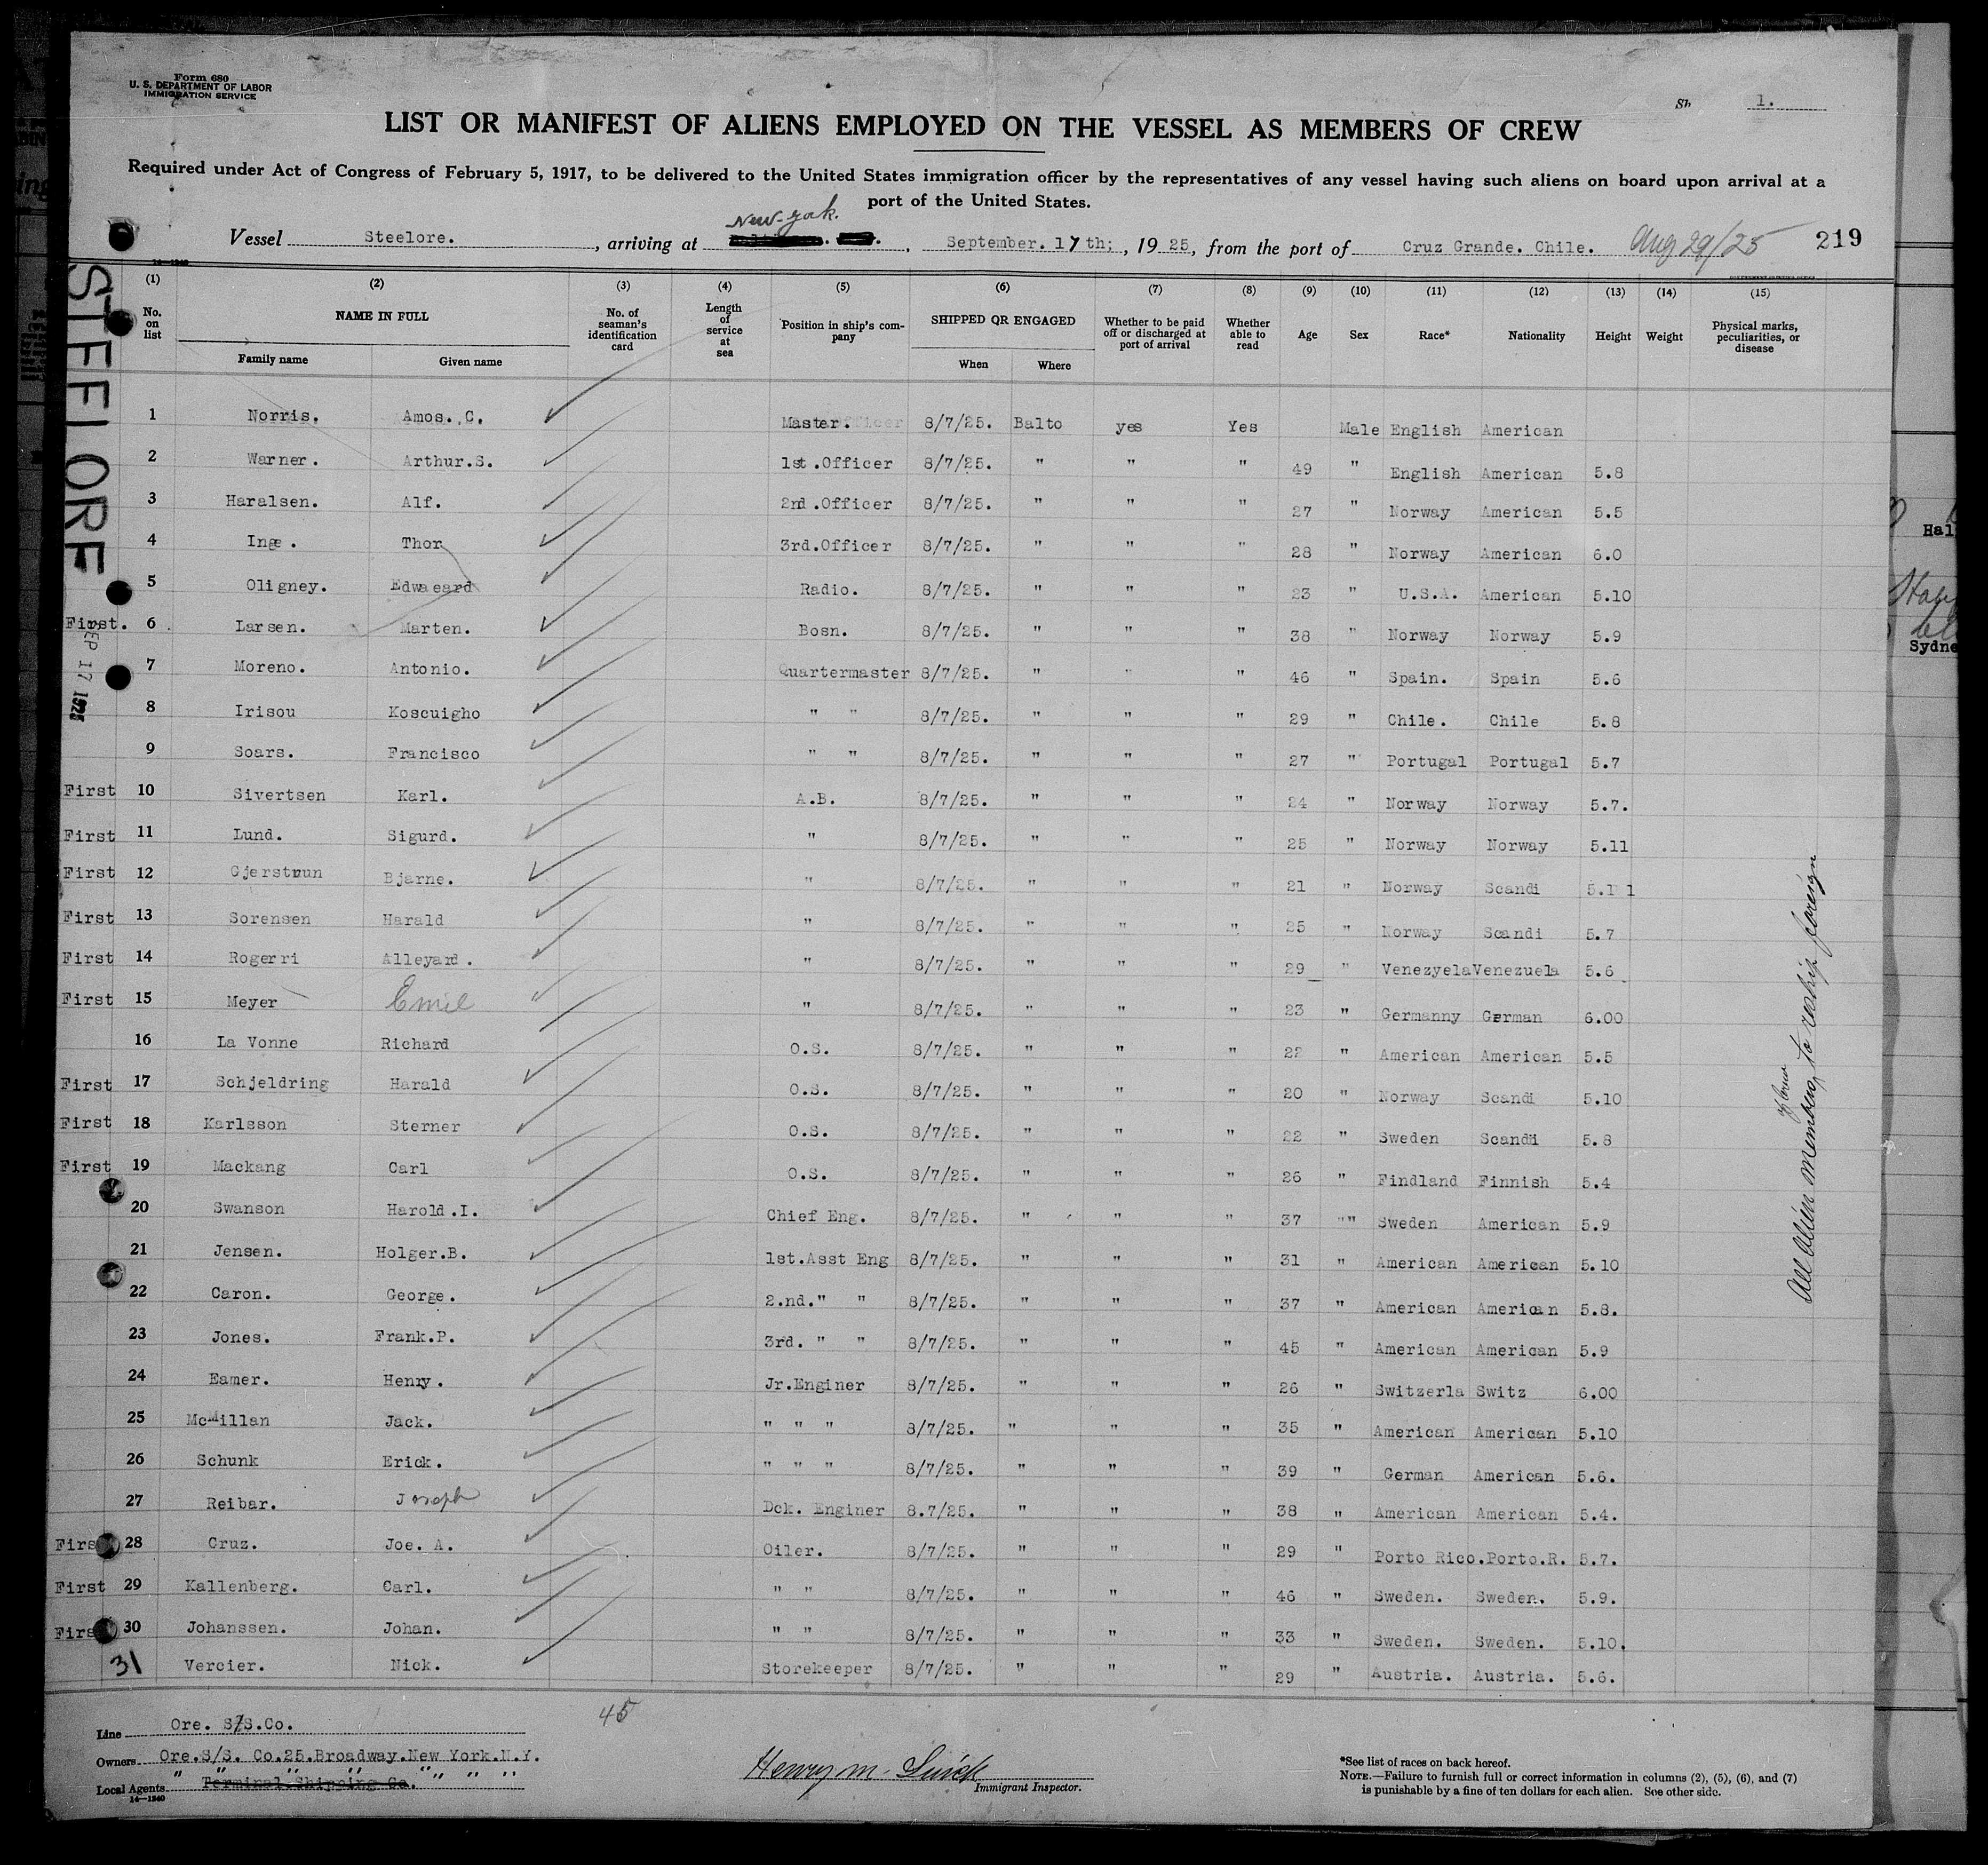 Form 680
U. S. DEPARTMENT OF LABOR
IMMIGRATION SERVICE
Sh 1.
LIST OR MANIFEST OF ALIENS EMPLOYED ON THE VESSEL AS MEMBERS OF CREW
Required under Act of Congress of February 5, 1917, to be delivered to the United States immigration officer by the representatives of any vessel having such aliens on board upon arrival at a
port of the United States.
New-York.
Vessel Steelore. , arriving at , September. 17th; , 19 25, from the port of Cruz Grande. Chile. Aug 29/25 219
14—1240
STEELORE
SEP 17 1925
(1) (2) (3) (4) (5) (6) (7) (8) (9) (10) (11) (12) (13) (14) (15)
No. on list NAME IN FULL Family name Given name No. of seaman's identification card Length of service at sea Position in ship's company SHIPPED OR ENGAGED When Where Whether to be paid off or discharged at port of arrival Whether able to read Age Sex Race* Nationality Height Weight Physical marks, peculiarities, or disease
1 Norris. Amos. C. Master. 8/7/25. Balto yes Yes Male English American
2 Warner. Arthur.S. 1st.Officer 8/7/25. " " " 49 " English American 5.8
3 Haralsen. Alf. 2nd.Officer 8/7/25. " " " 27 " Norway American 5.5
4 Inge. Thor 3rd.Officer 8/7/25. " " " 28 " Norway American 6.0
5 Oligney. Edwaeard Radio. 8/7/25. " " " 23 " U.S.A. American 5.10
First. 6 Larsen. Marten. Bosn. 8/7/25. " " " 38 " Norway Norway 5.9
7 Moreno. Antonio. Quartermaster 8/7/25. " " " 46 " Spain. Spain 5.6
8 Irisou Koscuigho " " 8/7/25. " " " 29 " Chile. Chile 5.8
9 Soars. Francisco " " 8/7/25. " " " 27 " Portugal Portugal 5.7
First 10 Sivertsen Karl. A.B. 8/7/25. " " " 24 " Norway Norway 5.7.
First 11 Lund. Sigurd. " 8/7/25. " " " 25 " Norway Norway 5.11
First 12 Gjerstrun Bjarne. " 8/7/25. " " " 21 " Norway Scandi 5.11
First 13 Sorensen Harald " 8/7/25. " " " 25 " Norway Scandi 5.7
First 14 Rogerri Alleyard. " 8/7/25. " " " 29 " Venezyela Venezuela 5.6
First 15 Meyer Emil " 8/7/25. " " " 23 " Germanny German 6.00
16 La Vonne Richard O.S. 8/7/25. " " " 22 " American American 5.5
First 17 Schjeldring Harald O.S. 8/7/25. " " " 20 " Norway Scandi 5.10
First 18 Karlsson Sterner O.S. 8/7/25. " " " 22 " Sweden Scandi 5.8
First 19 Mackang Carl O.S. 8/7/25. " " " 26 " Findland Finnish 5.4
20 Swanson Harold.I. Chief Eng. 8/7/25. " " " 37 "" Sweden American 5.9
21 Jensen. Holger.B. 1st.Asst Eng 8/7/25. " " " 31 " American American 5.10
22 Caron. George. 2.nd." " 8/7/25. " " " 37 " American American 5.8.
23 Jones. Frank.P. 3rd. " " 8/7/25. " " " 45 " American American 5.9
24 Eamer. Henry. Jr.Enginer 8/7/25. " " " 26 " Switzerla Switz 6.00
25 McMillan Jack. " " " 8/7/25. " " " 35 " American American 5.10
26 Schunk Erick. " " " 8/7/25. " " " 39 " German American 5.6.
27 Reibar. Joseph Dck. Enginer 8.7/25. " " " 38 " American American 5.4.
First 28 Cruz. Joe. A. Oiler. 8/7/25. " " " 29 " Porto Rico. Porto.R. 5.7.
First 29 Kallenberg. Carl. " " 8/7/25. " " " 46 " Sweden. Sweden. 5.9.
First 30 Johanssen. Johan. " " 8/7/25. " " " 33 " Sweden. Sweden. 5.10.
31 Vercier. Nick. Storekeeper 8/7/25. " " " 29 " Austria. Austria. 5.6.
All Alien Members of crew to reship foreign
45
Line Ore. S/S.Co.
Owners Ore.S/S. Co.25.Broadway.New York.N.Y.
Local Agents " Terminal Shipping Co. " " " " " "
14—1240
Henry M.
Immigrant Inspector.
*See list of races on back hereof.
NOTE.—Failure to furnish full or correct information in columns (2), (5), (6), and (7)
is punishable by a fine of ten dollars for each alien. See other side.
Hal
Sydne